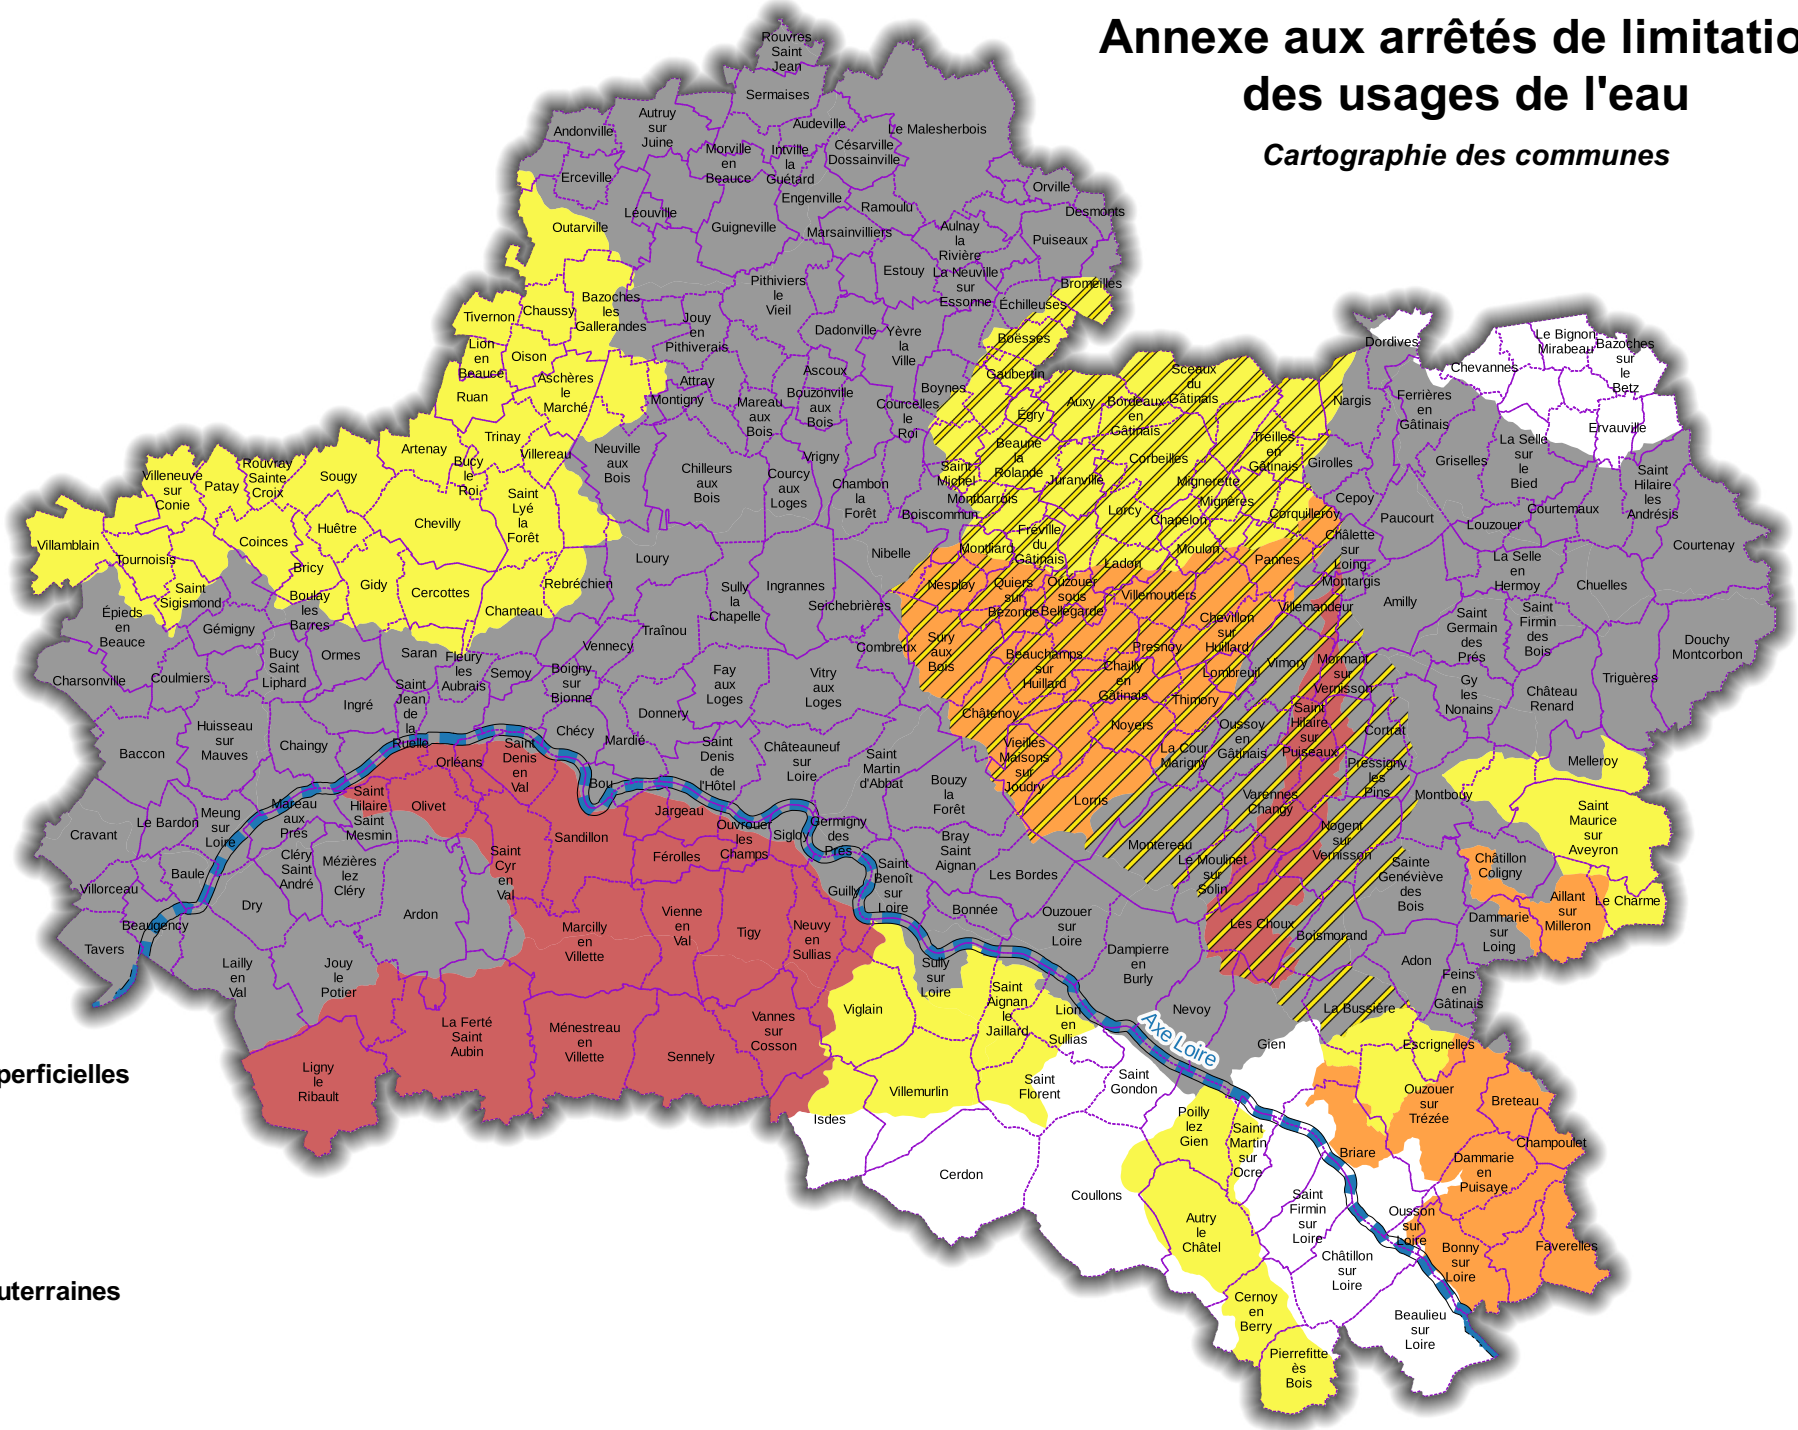 Annexe aux arrêtés de limitatio
des usages de l'eau
Cartographie des communes
Rouvres
Saint
Jean
Sermaises
Autruy
sur
Juine
Andonville
Audeville
Le Malesherbois
Morville
en
Beauce
Intville
la
Guétard
Césarville
Dossainville
Erceville
Orville
Engenville
Ramoulu
Desmonts
Léouville
Outarville
Guigneville
Marsainvilliers
Aulnay
la
Rivière
Puiseaux
Estouy
La Neuville
sur
Essonne
Pithiviers
le
Vieil
Bromeilles
Échilleuses
Bazoches
les
Gallerandes
Chaussy
Tivernon
Jouy
en
Pithiverais
Dadonville
Yèvre
la
Ville
Boësses
Dordives
Le Bignon
Mirabeau
Bazoches
sur
le
Betz
Chevannes
Lion
en
Beauce
Oison
Aschères
le
Marché
Attray
Ascoux
Gaubertin
Sceaux
du
Gâtinais
Ruan
Montigny
Mareau
aux
Bois
Bouzonville
aux
Bois
Boynes
Courcelles
le
Roi
Auxy
Bordeaux
en
Gâtinais
Égry
Nargis
Ferrières
en
Gâtinais
Ervauville
Artenay
Trinay
Villereau
Bucy
le
Roi
Neuville
aux
Bois
Chilleurs
aux
Bois
Courcy
aux
Loges
Vrigny
Chambon
la
Forêt
Saint
Michel
Beaune
la
Rolande
Juranville
Corbeilles
Treilles
en
Gâtinais
Girolles
Griselles
La Selle
sur
le
Bied
Saint
Hilaire
les
Andrésis
Villeneuve
sur
Conie
Patay
Rouvray
Sainte
Croix
Sougy
Mignerette
Mignères
Montbarrois
Boiscommun
Cepoy
Paucourt
Louzouer
Courtemaux
Saint
Lyé
la
Forêt
Chevilly
Huêtre
Coinces
Lorcy
Chapelon
Corquilleroy
Fréville
du
Gâtinais
Villamblain
Tournoisis
Loury
Nibelle
Montliard
Ladon
Moulon
Pannes
Châlette
sur
Loing
Montargis
La Selle
en
Hermoy
Courtenay
Saint
Sigismond
Bricy
Gidy
Cercottes
Rebréchien
Chanteau
Sully
la
Chapelle
Ingrannes
Seichebrières
Nesploy
Quiers
sur
Bézonde
Ouzouer
sous
Bellegarde
Villemoutiers
Chevillon
sur
Huillard
Villemandeur
Amilly
Chuelles
Épieds
en
Beauce
Gémigny
Boulay
les
Barres
Saint
Germain
des
Prés
Saint
Firmin
des
Bois
Douchy
Montcorbon
Bucy
Saint
Liphard
Ormes
Saran
Fleury
les
Aubrais
Semoy
Vennecy
Traînou
Combreux
Sury
aux
Bois
Beauchamps
sur
Huillard
Presnoy
Chailly
en
Gâtinais
Lombreuil
Vimory
Mormant
sur
Vernisson
Charsonville
Coulmiers
Boigny
sur
Bionne
Fay
aux
Loges
Vitry
aux
Loges
Triguères
Gy
les
Nonains
Château
Renard
Ingré
Saint
Jean
de
la
Ruelle
Donnery
Châtenoy
Thimory
Noyers
Saint
Hilaire
sur
Puiseaux
Cortrat
Oussoy
en
Gâtinais
Baccon
Huisseau
sur
Mauves
Chaingy
Chécy
Mardié
Orléans
Saint
Denis
en
Val
Saint
Denis
de
l'Hôtel
Châteauneuf
sur
Loire
Saint
Martin
d'Abbat
Bouzy
la
Forêt
Vieilles
Maisons
sur
Joudry
La Cour
Marigny
Pressigny
les
Pins
Melleroy
Bou
Montbouy
Lorris
Varennes
Changy
Saint
Hilaire
Saint
Mesmin
Olivet
Jargeau
Saint
Maurice
sur
Aveyron
Cravant
Le Bardon
Meung
sur
Loire
Mareau
aux
Prés
Sandillon
Ouvrouer
les
Champs
Sigloy
Germigny
des
Prés
Bray
Saint
Aignan
Montereau
Nogent
sur
Vernisson
Le Moulinet
sur
Solin
Sainte
Geneviève
des
Bois
Châtillon
Coligny
Cléry
Saint
André
Mézières
lez
Cléry
Saint
Cyr
en
Val
Férolles
Saint
Benoît
sur
Loire
Les Bordes
Villorceau
Baule
Dry
Ardon
Guilly
Bonnée
Ouzouer
sur
Loire
Aillant
sur
Milleron
Le Charme
Dammarie
sur
Loing
Beaugency
Tavers
Marcilly
en
Villette
Vienne
en
Val
Tigy
Neuvy
en
Sullias
Les Choux
Boismorand
Dampierre
en
Burly
Adon
Feins
en
Gâtinais
Lailly
en
Val
Jouy
le
Potier
Sully
sur
Loire
Saint
Aignan
le
Jaillard
Viglain
Lion
en
Sullias
Nevoy
La Bussière
Axe Loire
Gien
Escrignelles
La Ferté
Saint
Aubin
Ménestreau
en
Villette
Sennely
Vannes
sur
Cosson
Ligny
le
Ribault
perficielles
Villemurlin
Saint
Florent
Saint
Gondon
Ouzouer
sur
Trézée
Breteau
Isdes
Poilly
lez
Gien
Saint
Martin
sur
Ocre
Briare
Champoulet
Dammarie
en
Puisaye
Cerdon
Coullons
Saint
Firmin
sur
Loire
Ousson
sur
Loire
Autry
le
Châtel
Bonny
sur
Loire
Faverelles
Châtillon
sur
Loire
uterraines
Cernoy
en
Berry
Beaulieu
sur
Loire
Pierrefitte
ès
Bois